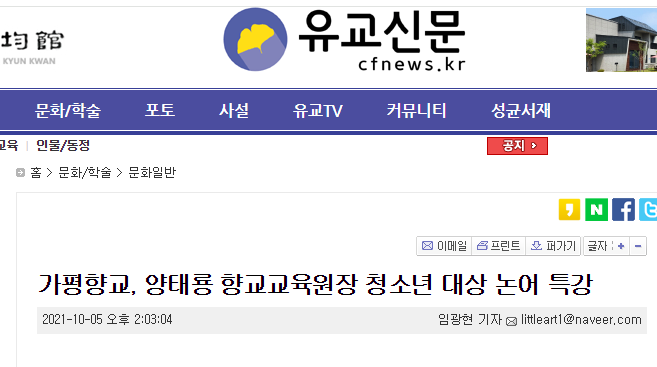 均館
KYUN KWAN
유교신문
cfnews.kr
문화/학술 포토 사설 유교TV 커뮤니티 성균서재
교육 | 인물/동정 공지
홈 > 문화/학술 > 문화일반
이메일 프린트 퍼가기 글자 + -
가평향교, 양태룡 향교교육원장 청소년 대상 논어 특강
2021-10-05 오후 2:03:04 임광현 기자 littleart1@naveer.com